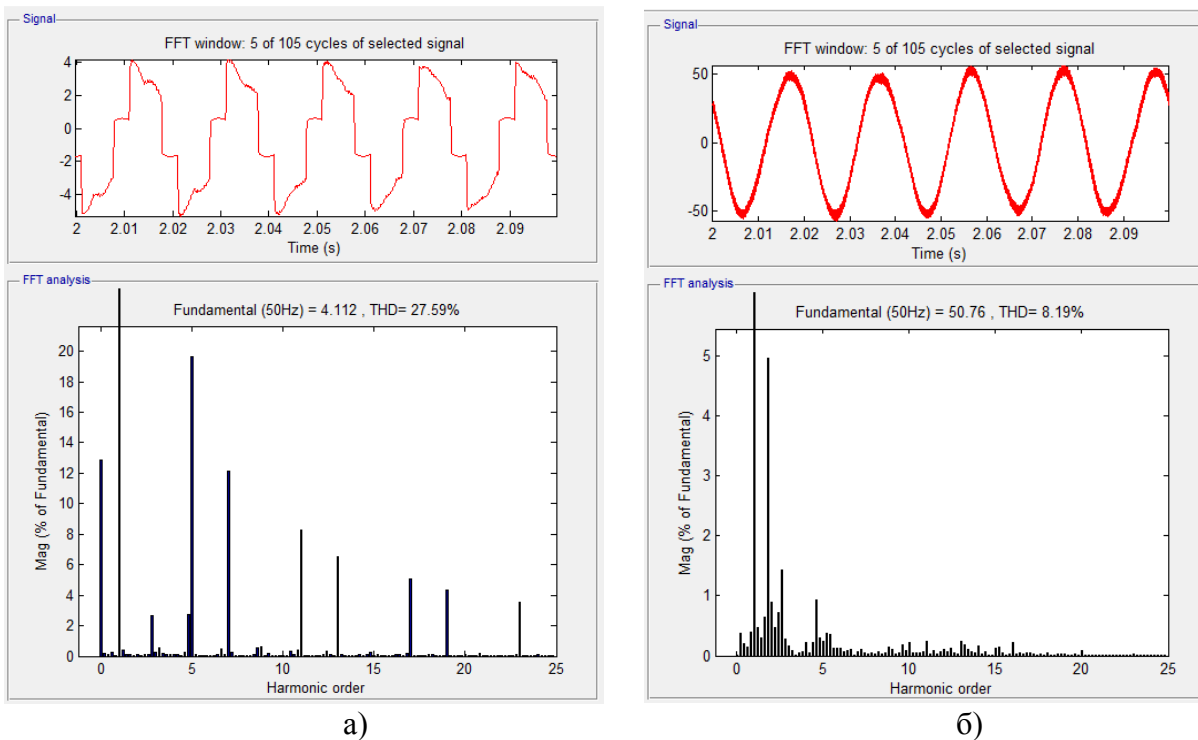 Signal
FFT window: 5 of 105 cycles of selected signal
4
2
0
-2
-4
2 2.01 2.02 2.03 2.04 2.05 2.06 2.07 2.08 2.09
Time (s)
FFT analysis
Fundamental (50Hz) = 4.112 , THD= 27.59%
20
18
16
14
12
10
8
6
4
2
0
Mag (% of Fundamental)
0 5 10 15 20 25
Harmonic order
а)
Signal
FFT window: 5 of 105 cycles of selected signal
50
0
-50
2 2.01 2.02 2.03 2.04 2.05 2.06 2.07 2.08 2.09
Time (s)
FFT analysis
Fundamental (50Hz) = 50.76 , THD= 8.19%
5
4
3
2
1
0
Mag (% of Fundamental)
0 5 10 15 20 25
Harmonic order
б)